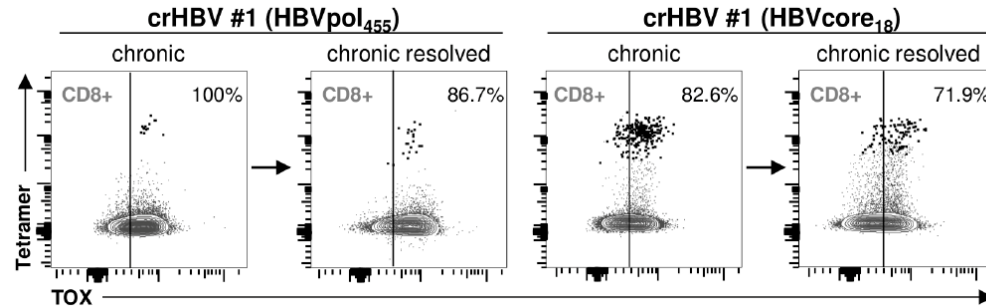 crHBV #1 (HBVpol455) crHBV #1 (HBVcore18)
chronic chronic resolved chronic chronic resolved
CD8+ 100% CD8+ 86.7% CD8+ 82.6% CD8+ 71.9%
Tetramer
TOX